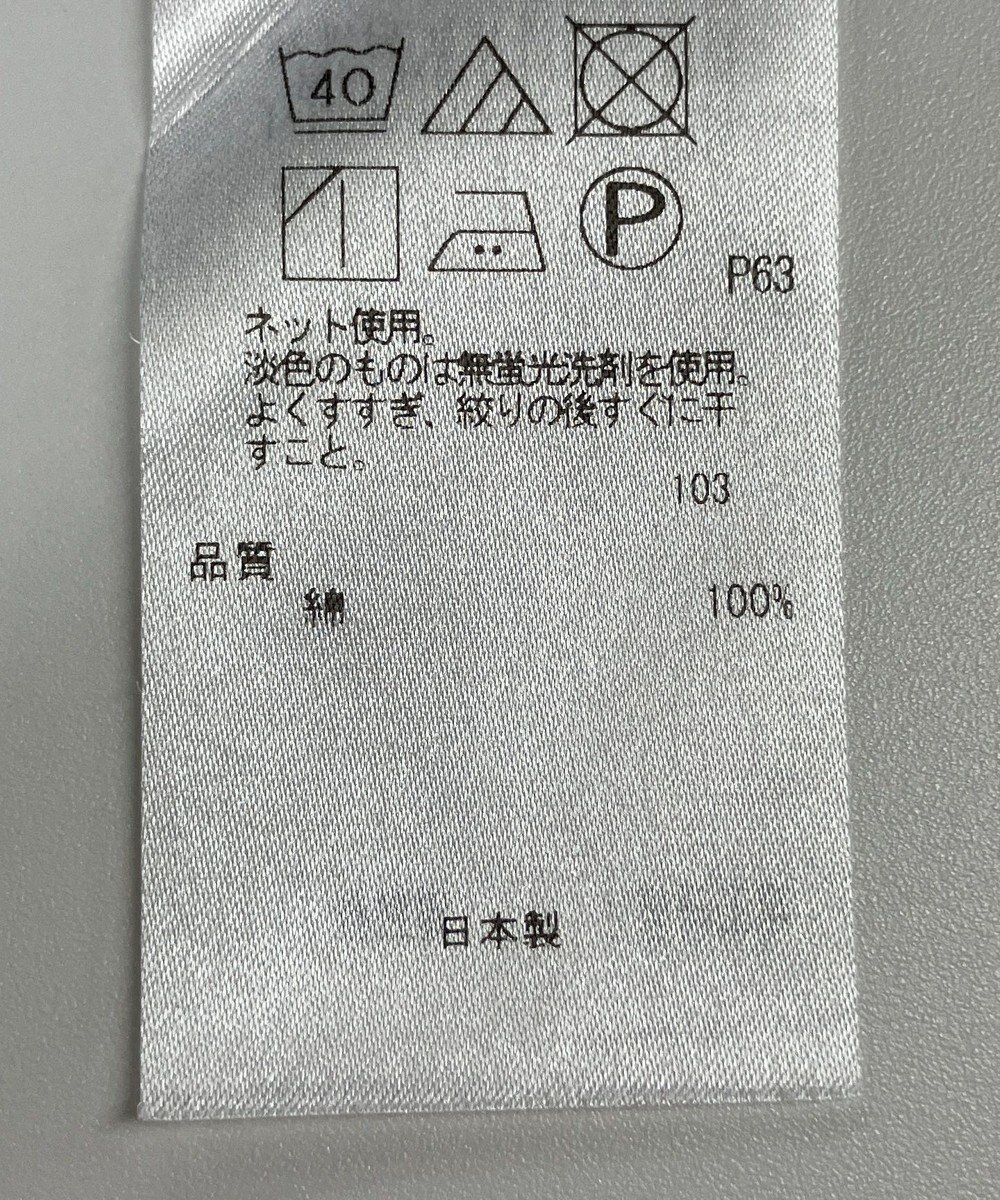 40
P
P63
ネット使用。
淡色のものは無蛍光洗剤を使用。
よくすすぎ、絞りの後すぐに干
すこと。
103
品質
綿 100%
日本製